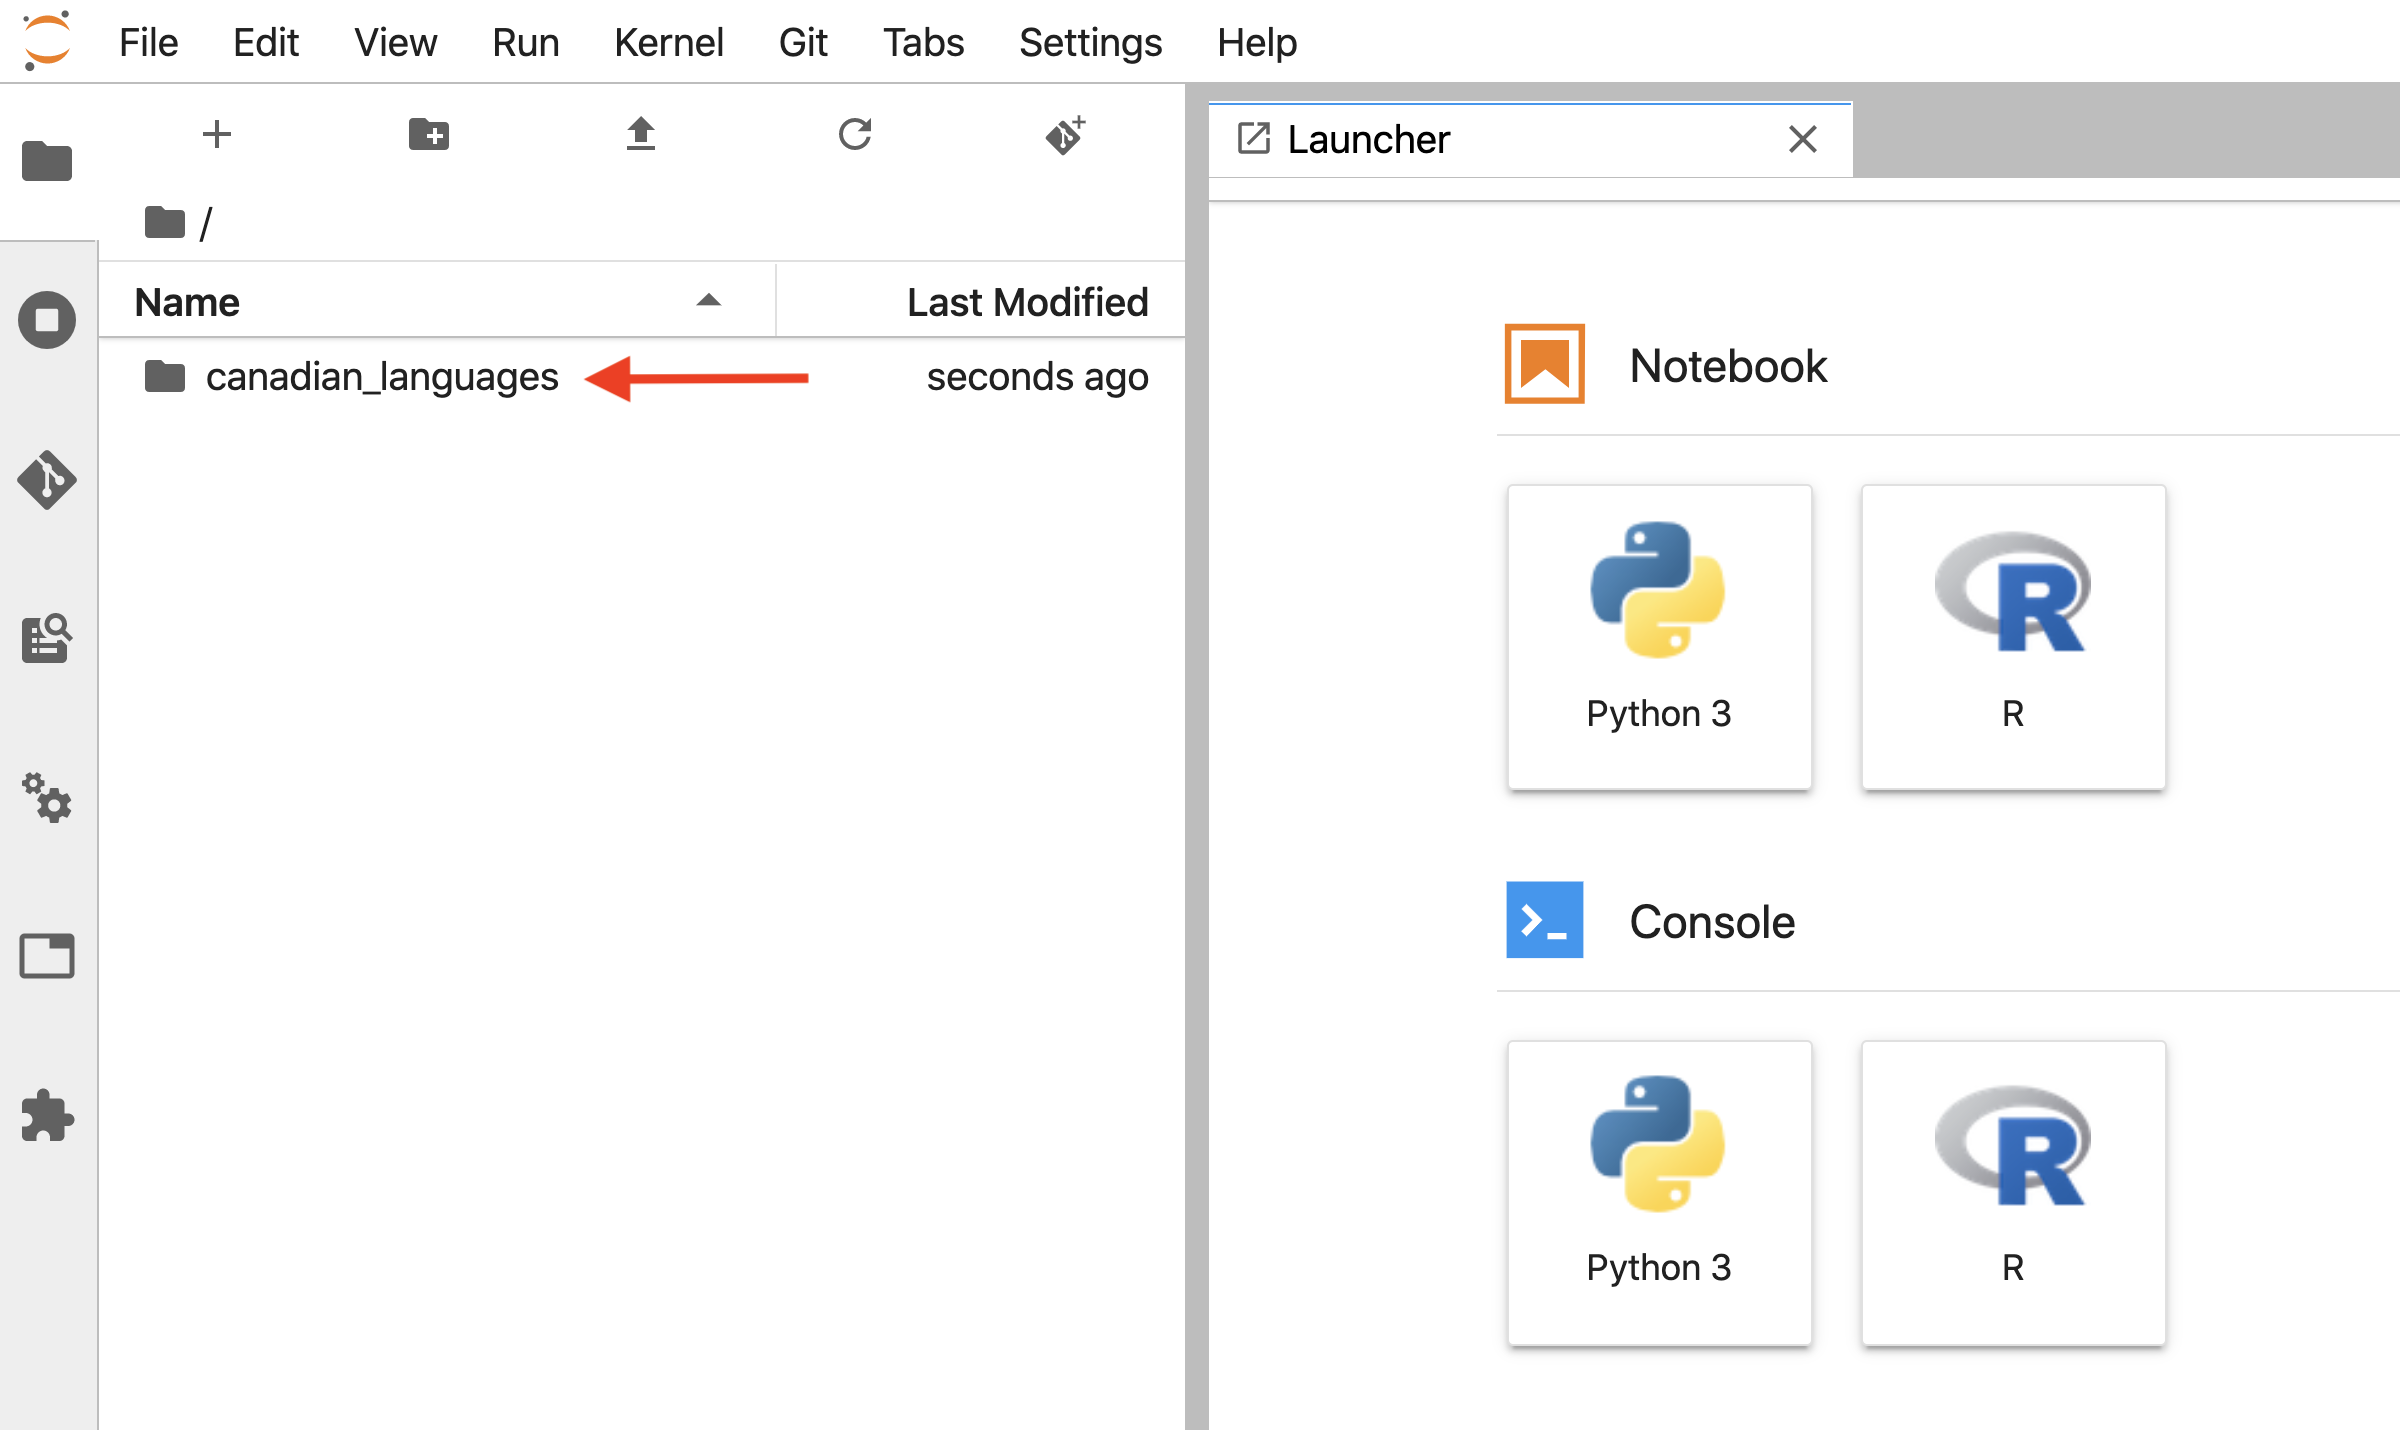 File Edit View Run Kernel Git Tabs Settings Help
/
Name Last Modified
canadian_languages seconds ago
Launcher
Notebook
Python 3 R
Console
Python 3 R